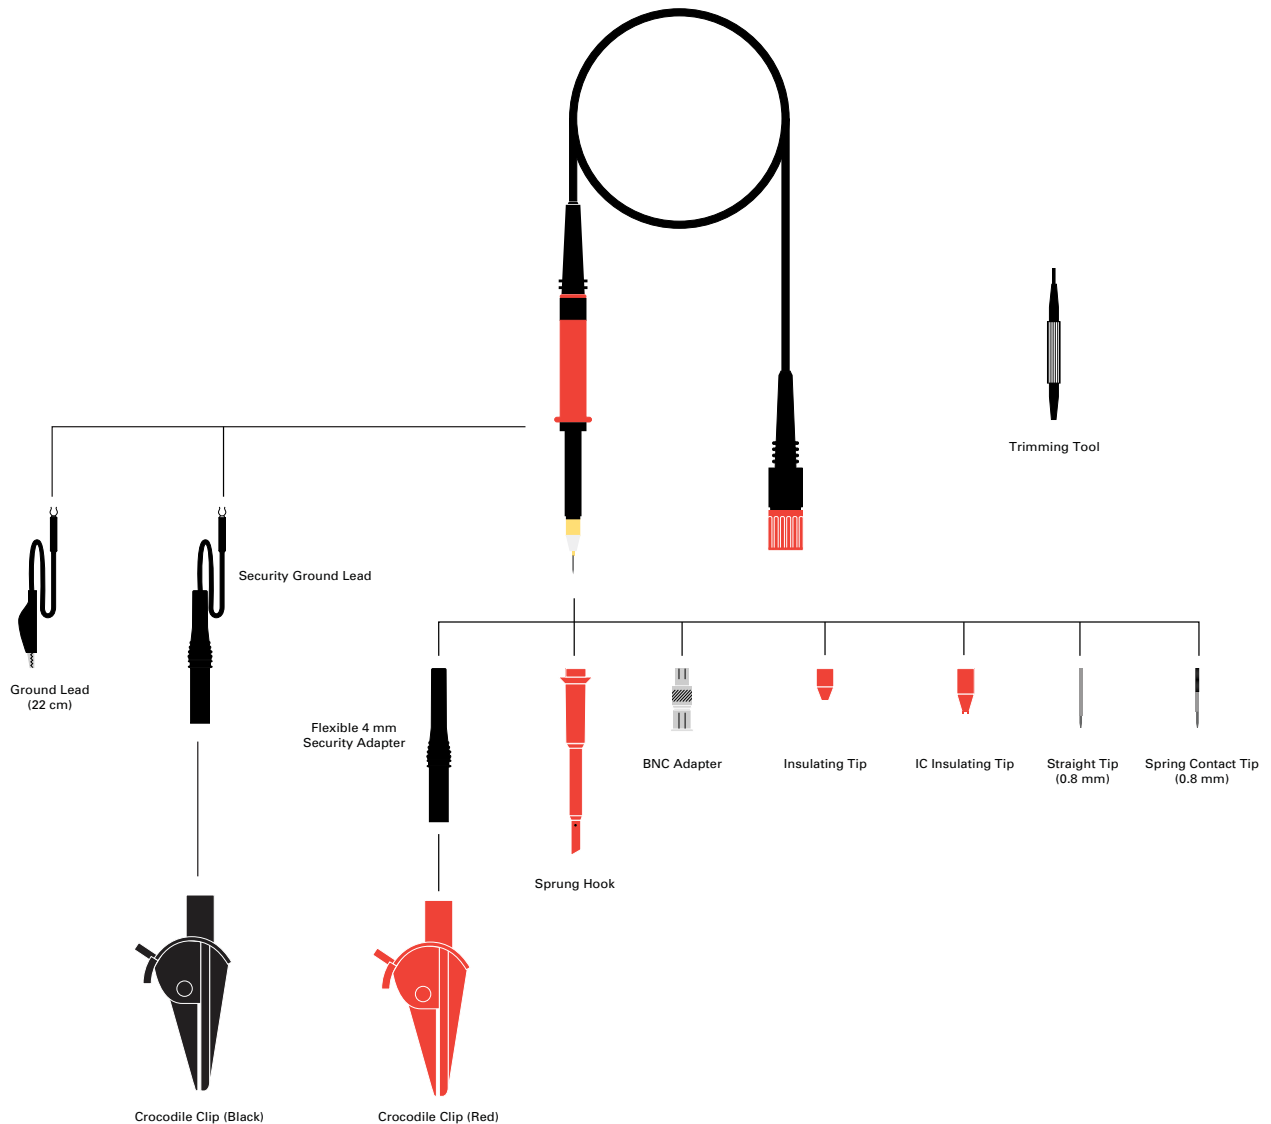 Trimming Tool
Security Ground Lead
Ground Lead
(22 cm)
Flexible 4 mm
Security Adapter
BNC Adapter
Insulating Tip
IC Insulating Tip
Straight Tip
(0.8 mm)
Spring Contact Tip
(0.8 mm)
Sprung Hook
Crocodile Clip (Black)
Crocodile Clip (Red)